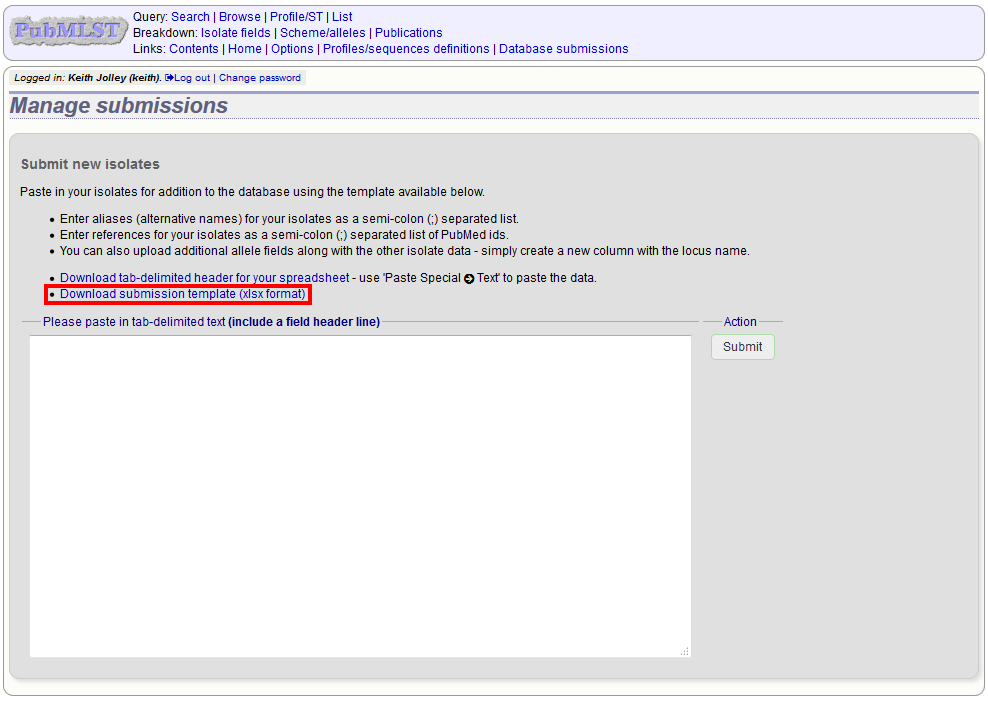 PubMLST
Query: Search | Browse | Profile/ST | List
Breakdown: Isolate fields | Scheme/alleles | Publications
Links: Contents | Home | Options | Profiles/sequences definitions | Database submissions
Logged in: Keith Jolley (keith). Log out | Change password
Manage submissions
Submit new isolates
Paste in your isolates for addition to the database using the template available below.
• Enter aliases (alternative names) for your isolates as a semi-colon (;) separated list.
• Enter references for your isolates as a semi-colon (;) separated list of PubMed ids.
• You can also upload additional allele fields along with the other isolate data - simply create a new column with the locus name.
• Download tab-delimited header for your spreadsheet - use 'Paste Special ➲ Text' to paste the data.
• Download submission template (xlsx format)
Please paste in tab-delimited text (include a field header line)
Action
Submit